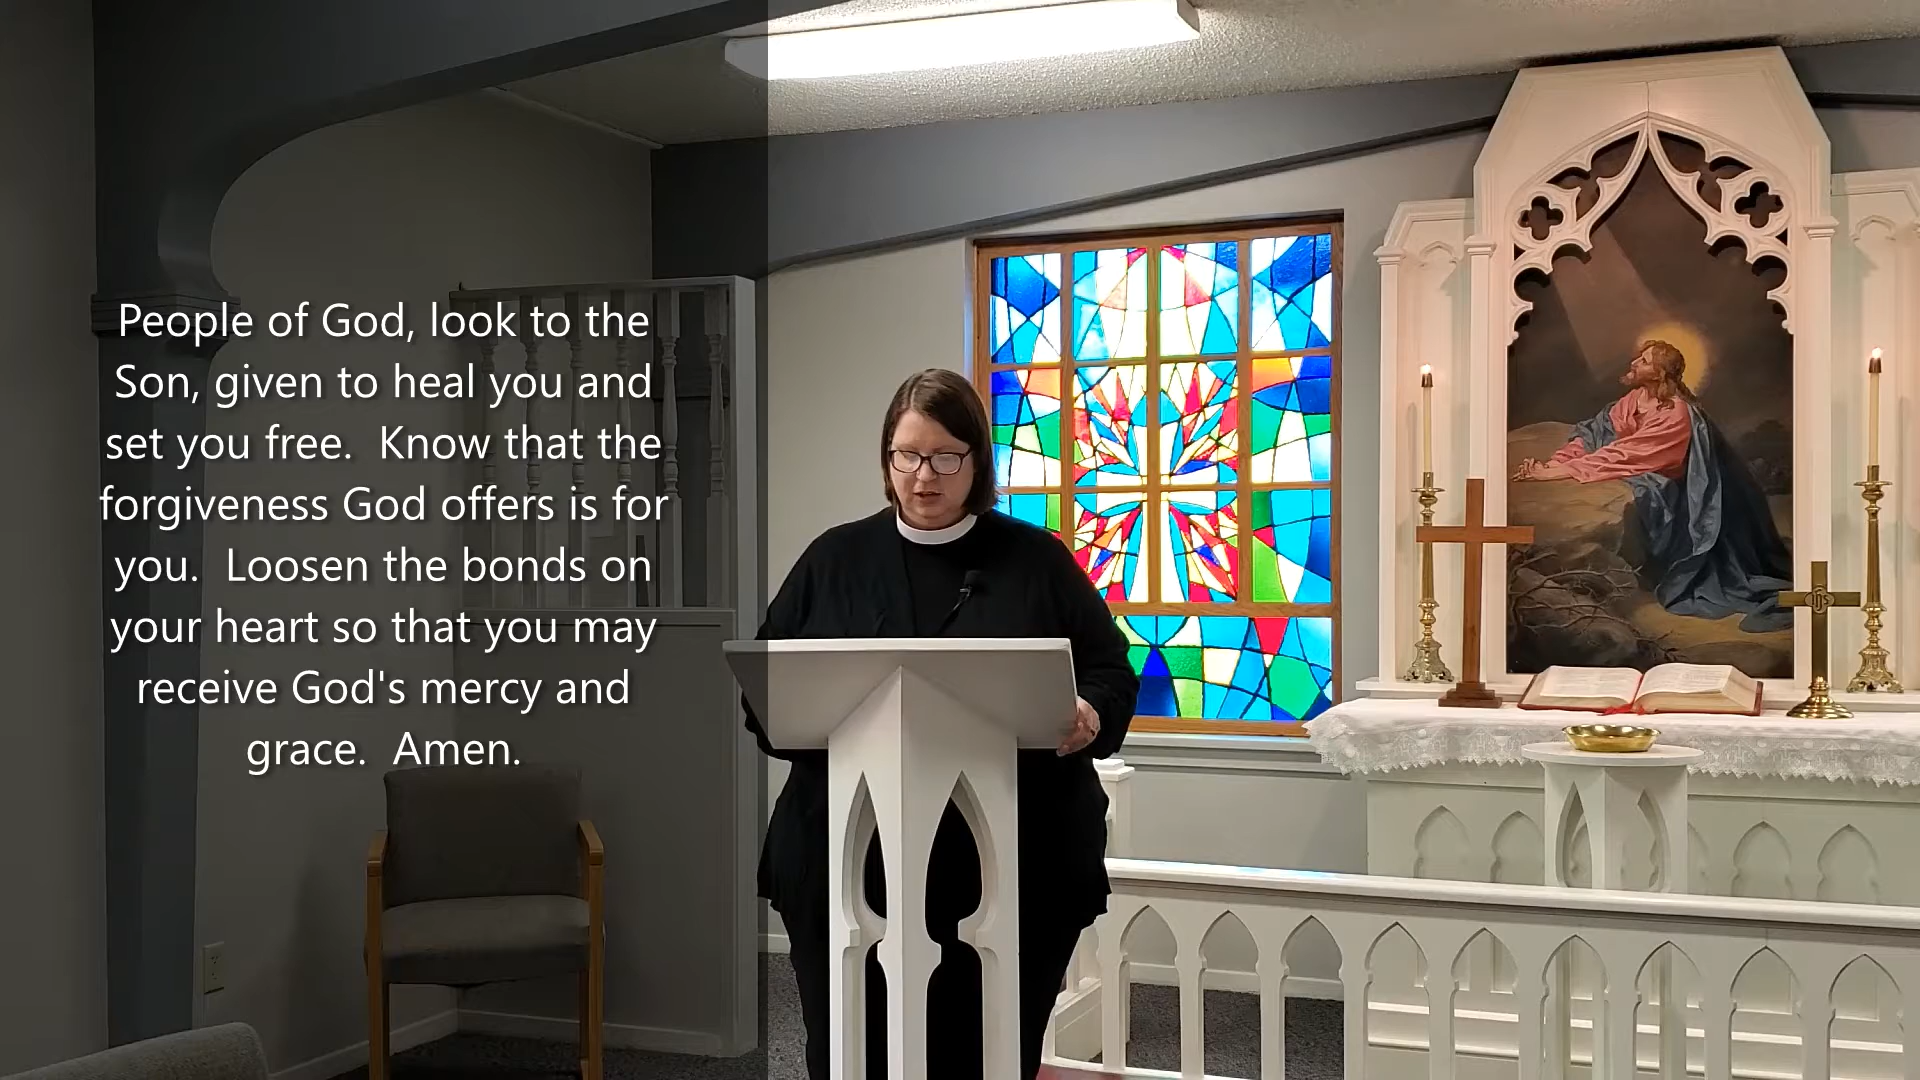 People of God, look to the
Son, given to heal you and
set you free.  Know that the
forgiveness God offers is for
you.  Loosen the bonds on
your heart so that you may
receive God's mercy and
grace.  Amen.
IHS